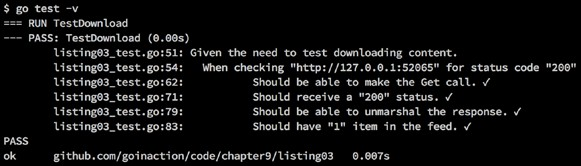 $ go test -v
=== RUN TestDownload
--- PASS: TestDownload (0.00s)
listing03_test.go:51: Given the need to test downloading content.
listing03_test.go:54: When checking "http://127.0.0.1:52065" for status code "200"
listing03_test.go:62: Should be able to make the Get call. ✓
listing03_test.go:71: Should receive a "200" status. ✓
listing03_test.go:79: Should be able to unmarshal the response. ✓
listing03_test.go:83: Should have "1" item in the feed. ✓
PASS
ok github.com/goinaction/code/chapter9/listing03 0.007s